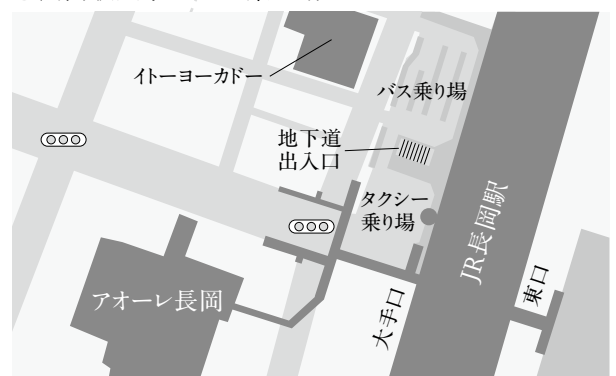 イトーヨーカドー
バス乗り場
地下道
出入口
タクシー
乗り場
JR長岡駅
アオーレ長岡
大手口
東口